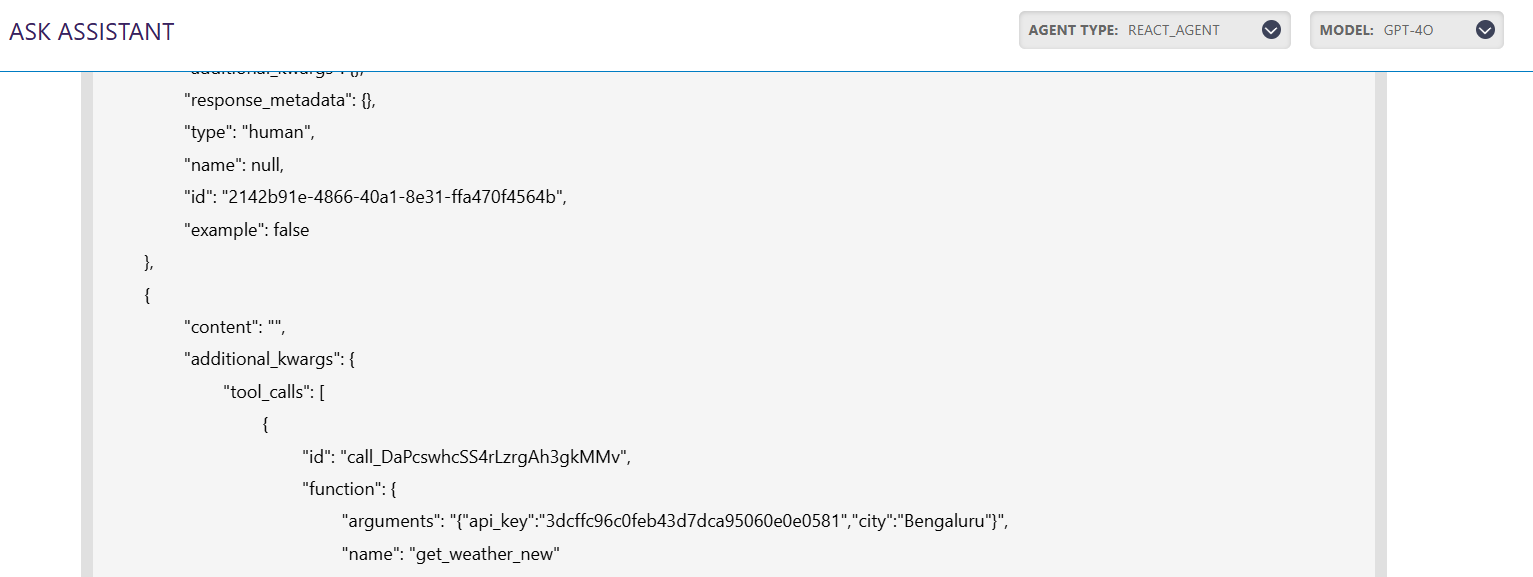 ASK ASSISTANT
AGENT TYPE: REACT_AGENT
MODEL: GPT-4O
"additional_kwargs": {},
"response_metadata": {},
"type": "human",
"name": null,
"id": "2142b91e-4866-40a1-8e31-ffa470f4564b",
"example": false
},
{
"content": "",
"additional_kwargs": {
"tool_calls": [
{
"id": "call_DaPcswhcSS4rLzrgAh3gkMMv",
"function": {
"arguments": "{"api_key":"3dcffc96c0feb43d7dca95060e0e0581","city":"Bengaluru"}",
"name": "get_weather_new"